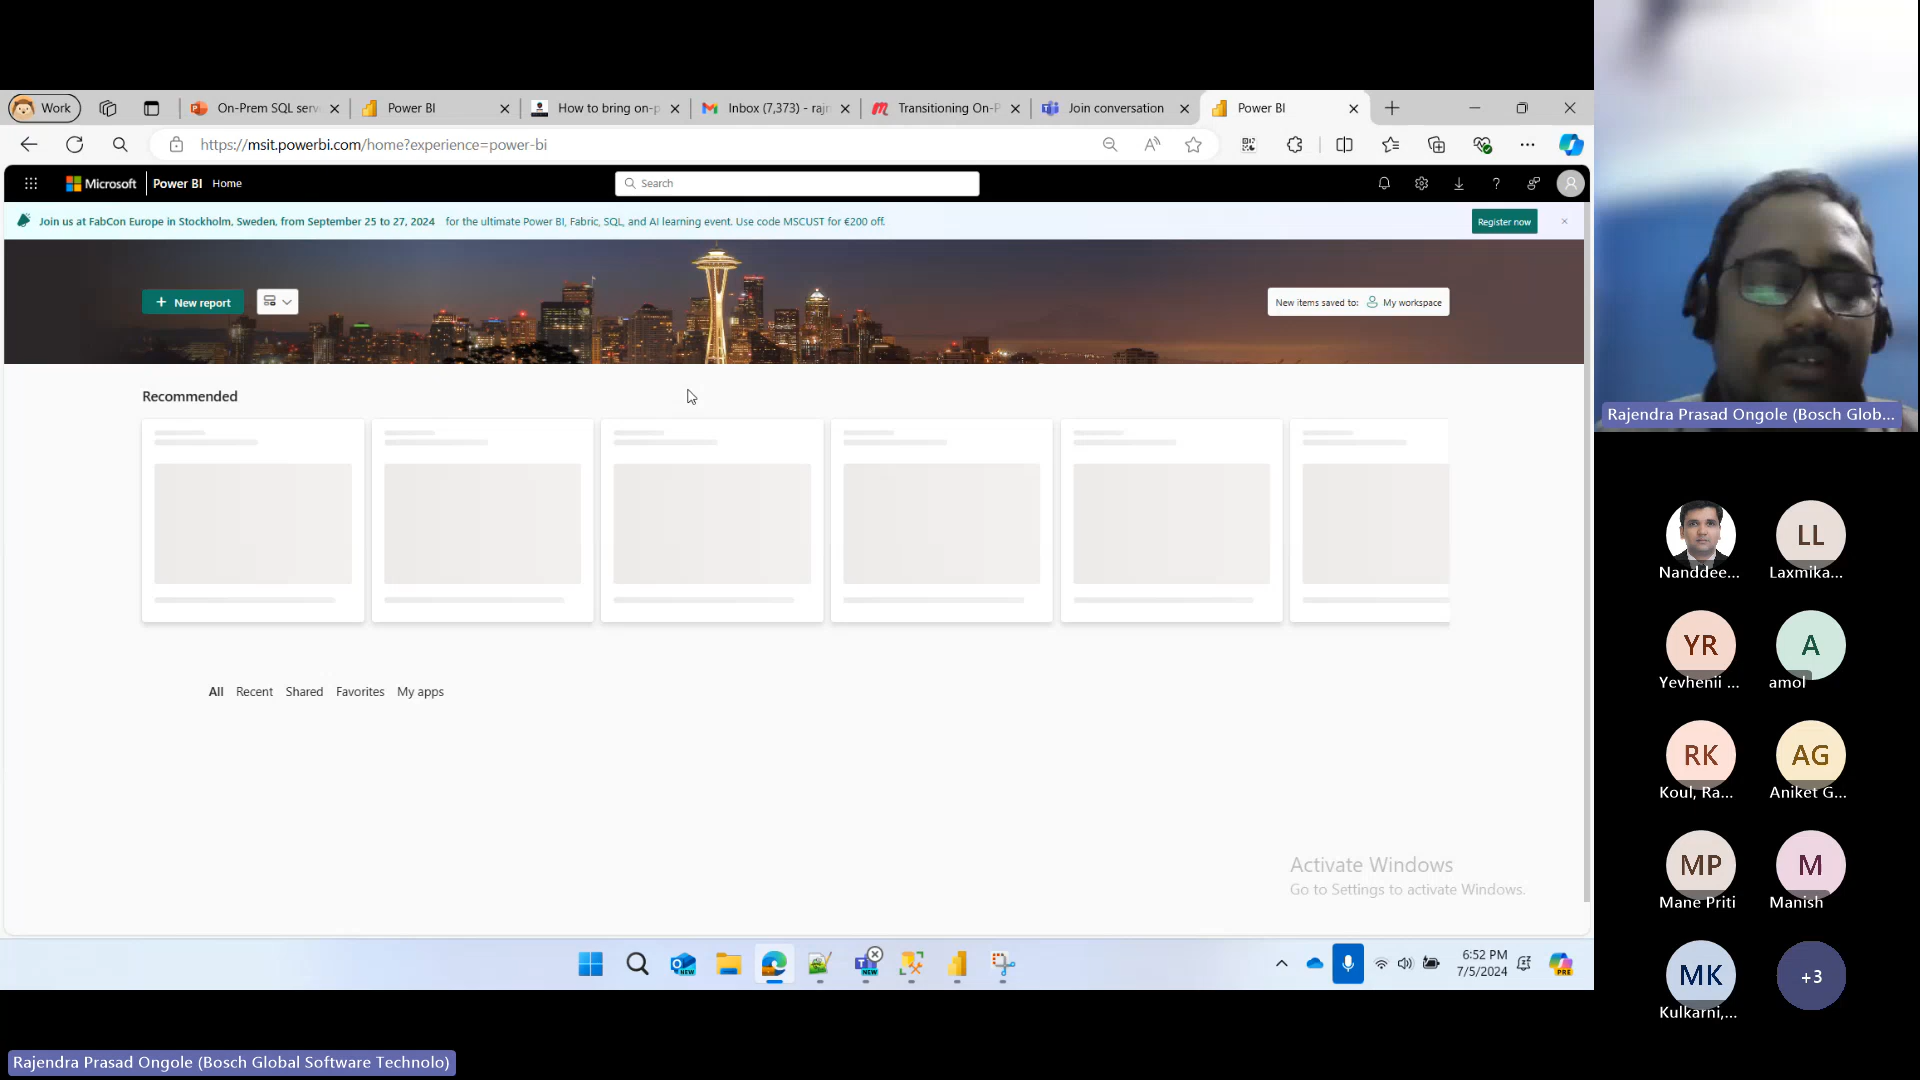 Work
On-Prem SQL serv
Power BI
How to bring on-p
Inbox (7,373) - rajn
Transitioning On-P
Join conversation
Power BI
https://msit.powerbi.com/home?experience=power-bi
Microsoft
Power BI
Home
Search
Join us at FabCon Europe in Stockholm, Sweden, from September 25 to 27, 2024 for the ultimate Power BI, Fabric, SQL, and AI learning event. Use code MSCUST for €200 off.
Register now
New report
New items saved to: My workspace
Recommended
All Recent Shared Favorites My apps
Activate Windows
Go to Settings to activate Windows.
NEW
NEW
6:52 PM
7/5/2024
PRE
Rajendra Prasad Ongole (Bosch Glob...
Nanddee...
LL
Laxmika...
YR
Yevhenii ...
A
amol
RK
Koul, Ra...
AG
Aniket G...
MP
Mane Priti
M
Manish
MK
Kulkarni,...
+3
Rajendra Prasad Ongole (Bosch Global Software Technolo)